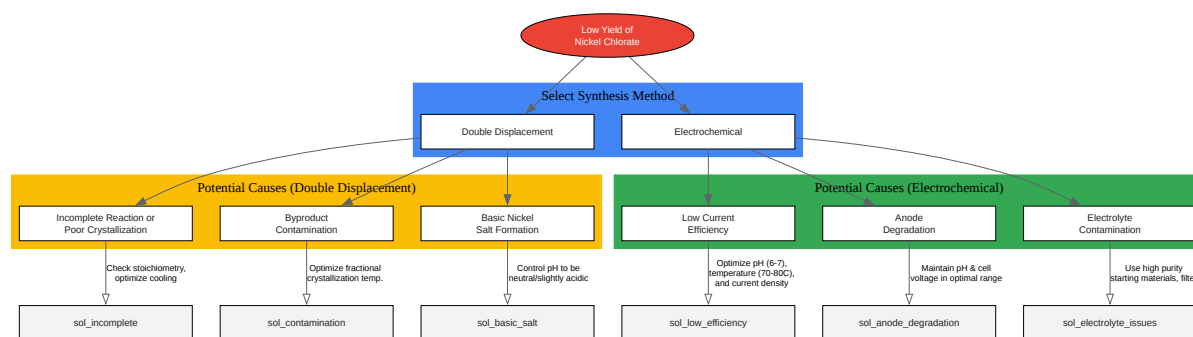 Low Yield of
Nickel Chlorate
Select Synthesis Method
Double Displacement
Electrochemical
Potential Causes (Double Displacement)
Potential Causes (Electrochemical)
Incomplete Reaction or
Poor Crystallization
Byproduct
Contamination
Basic Nickel
Salt Formation
Low Current
Efficiency
Anode
Degradation
Electrolyte
Contamination
Check stoichiometry,
optimize cooling
Optimize fractional
crystallization temp.
Control pH to be
neutral/slightly acidic
Optimize pH (6-7),
temperature (70-80C),
and current density
Maintain pH & cell
voltage in optimal range
Use high purity
starting materials, filte
sol_incomplete
sol_contamination
sol_basic_salt
sol_low_efficiency
sol_anode_degradation
sol_electrolyte_issues